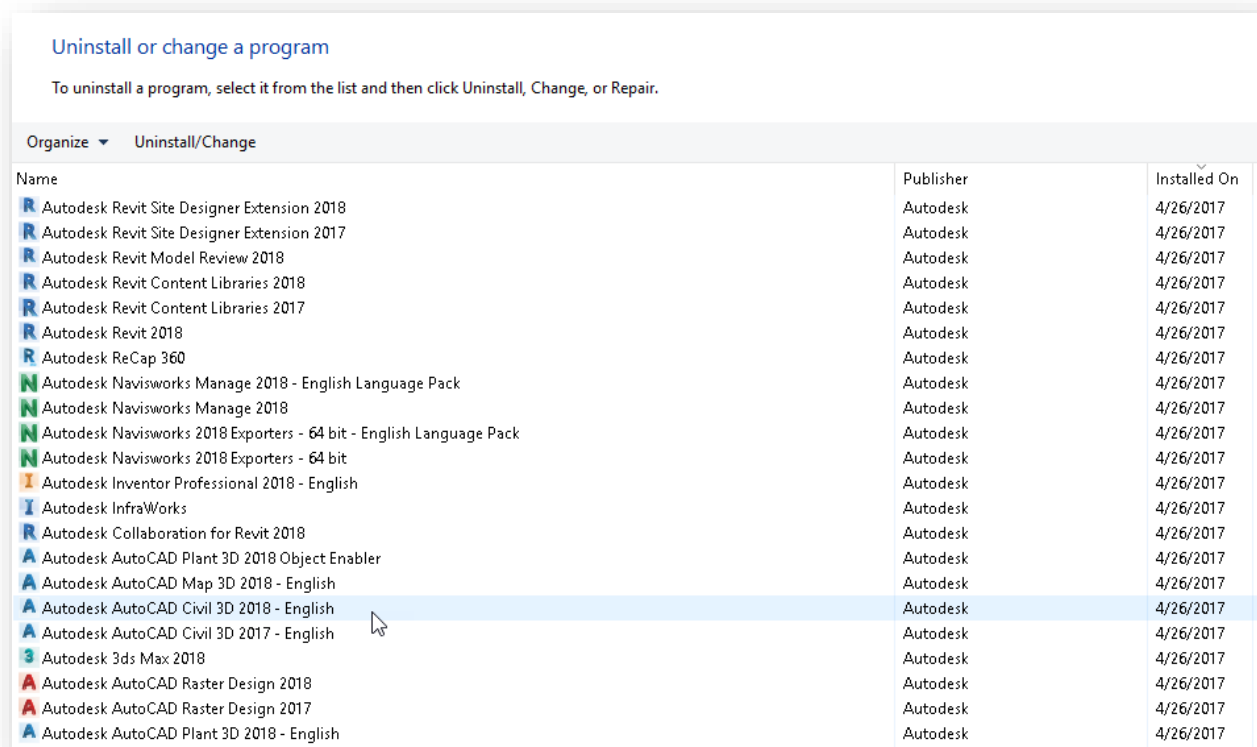 Uninstall or change a program
To uninstall a program, select it from the list and then click Uninstall, Change, or Repair.
Organize Uninstall/Change
Name Publisher Installed On
Autodesk Revit Site Designer Extension 2018 Autodesk 4/26/2017
Autodesk Revit Site Designer Extension 2017 Autodesk 4/26/2017
Autodesk Revit Model Review 2018 Autodesk 4/26/2017
Autodesk Revit Content Libraries 2018 Autodesk 4/26/2017
Autodesk Revit Content Libraries 2017 Autodesk 4/26/2017
Autodesk Revit 2018 Autodesk 4/26/2017
Autodesk ReCap 360 Autodesk 4/26/2017
Autodesk Navisworks Manage 2018 - English Language Pack Autodesk 4/26/2017
Autodesk Navisworks Manage 2018 Autodesk 4/26/2017
Autodesk Navisworks 2018 Exporters - 64 bit - English Language Pack Autodesk 4/26/2017
Autodesk Navisworks 2018 Exporters - 64 bit Autodesk 4/26/2017
Autodesk Inventor Professional 2018 - English Autodesk 4/26/2017
Autodesk InfraWorks Autodesk 4/26/2017
Autodesk Collaboration for Revit 2018 Autodesk 4/26/2017
Autodesk AutoCAD Plant 3D 2018 Object Enabler Autodesk 4/26/2017
Autodesk AutoCAD Map 3D 2018 - English Autodesk 4/26/2017
Autodesk AutoCAD Civil 3D 2018 - English Autodesk 4/26/2017
Autodesk AutoCAD Civil 3D 2017 - English Autodesk 4/26/2017
Autodesk 3ds Max 2018 Autodesk 4/26/2017
Autodesk AutoCAD Raster Design 2018 Autodesk 4/26/2017
Autodesk AutoCAD Raster Design 2017 Autodesk 4/26/2017
Autodesk AutoCAD Plant 3D 2018 - English Autodesk 4/26/2017